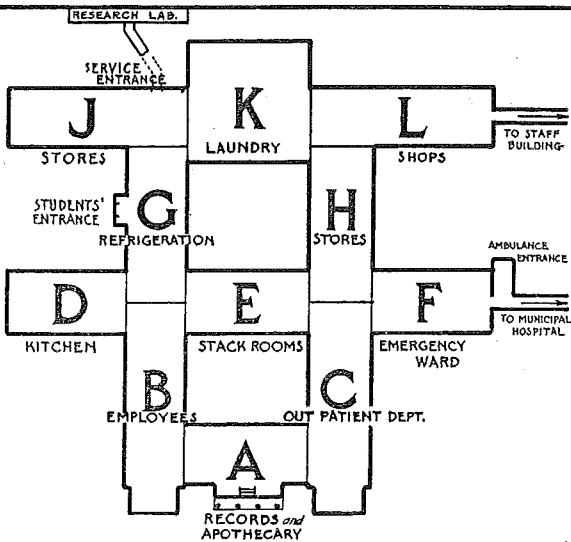 RESEARCH LAB.
SERVICE
ENTRANCE
J
K
L
STORES
LAUNDRY
SHOPS
TO STAFF
BUILDING
STUDENTS'
ENTRANCE
G
H
REFRIGERATION
STORES
AMBULANCE
ENTRANCE
D
E
F
KITCHEN
STACK ROOMS
EMERGENCY
WARD
TO MUNICIPAL
HOSPITAL
B
C
EMPLOYEES
OUT PATIENT DEPT.
A
RECORDS and
APOTHECARY